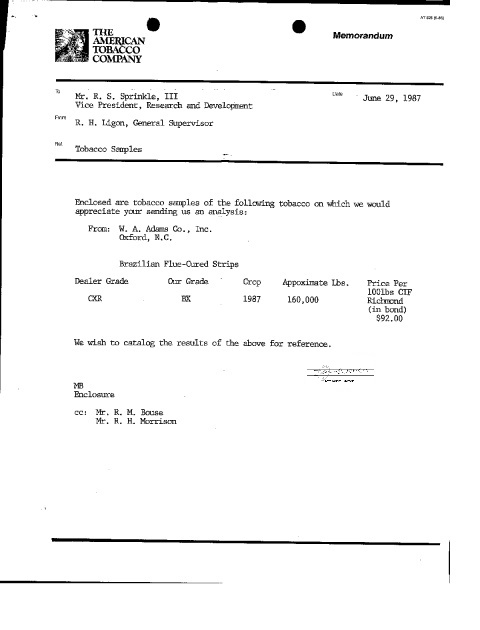 AT-526 (6-86)
THE
AMERICAN
TOBACCO
COMPANY
Memorandum
To Mr. R. S. Sprinkle, III
Vice President, Research and Development
Date June 29, 1987
From R. H. Ligon, General Supervisor
Ref. Tobacco Samples
Enclosed are tobacco samples of the following tobacco on which we would
appreciate your sending us an analysis:
From: W. A. Adams Co., Inc.
Oxford, N.C.
Brazilian Flue-Cured Strips
Dealer Grade Our Grade Crop Appoximate Lbs. Price Per
100lbs CIF
CXR BX 1987 160,000 Richmond
(in bond)
$92.00
We wish to catalog the results of the above for reference.
MB
Enclosure
cc: Mr. R. M. Bouse
Mr. R. H. Morrison